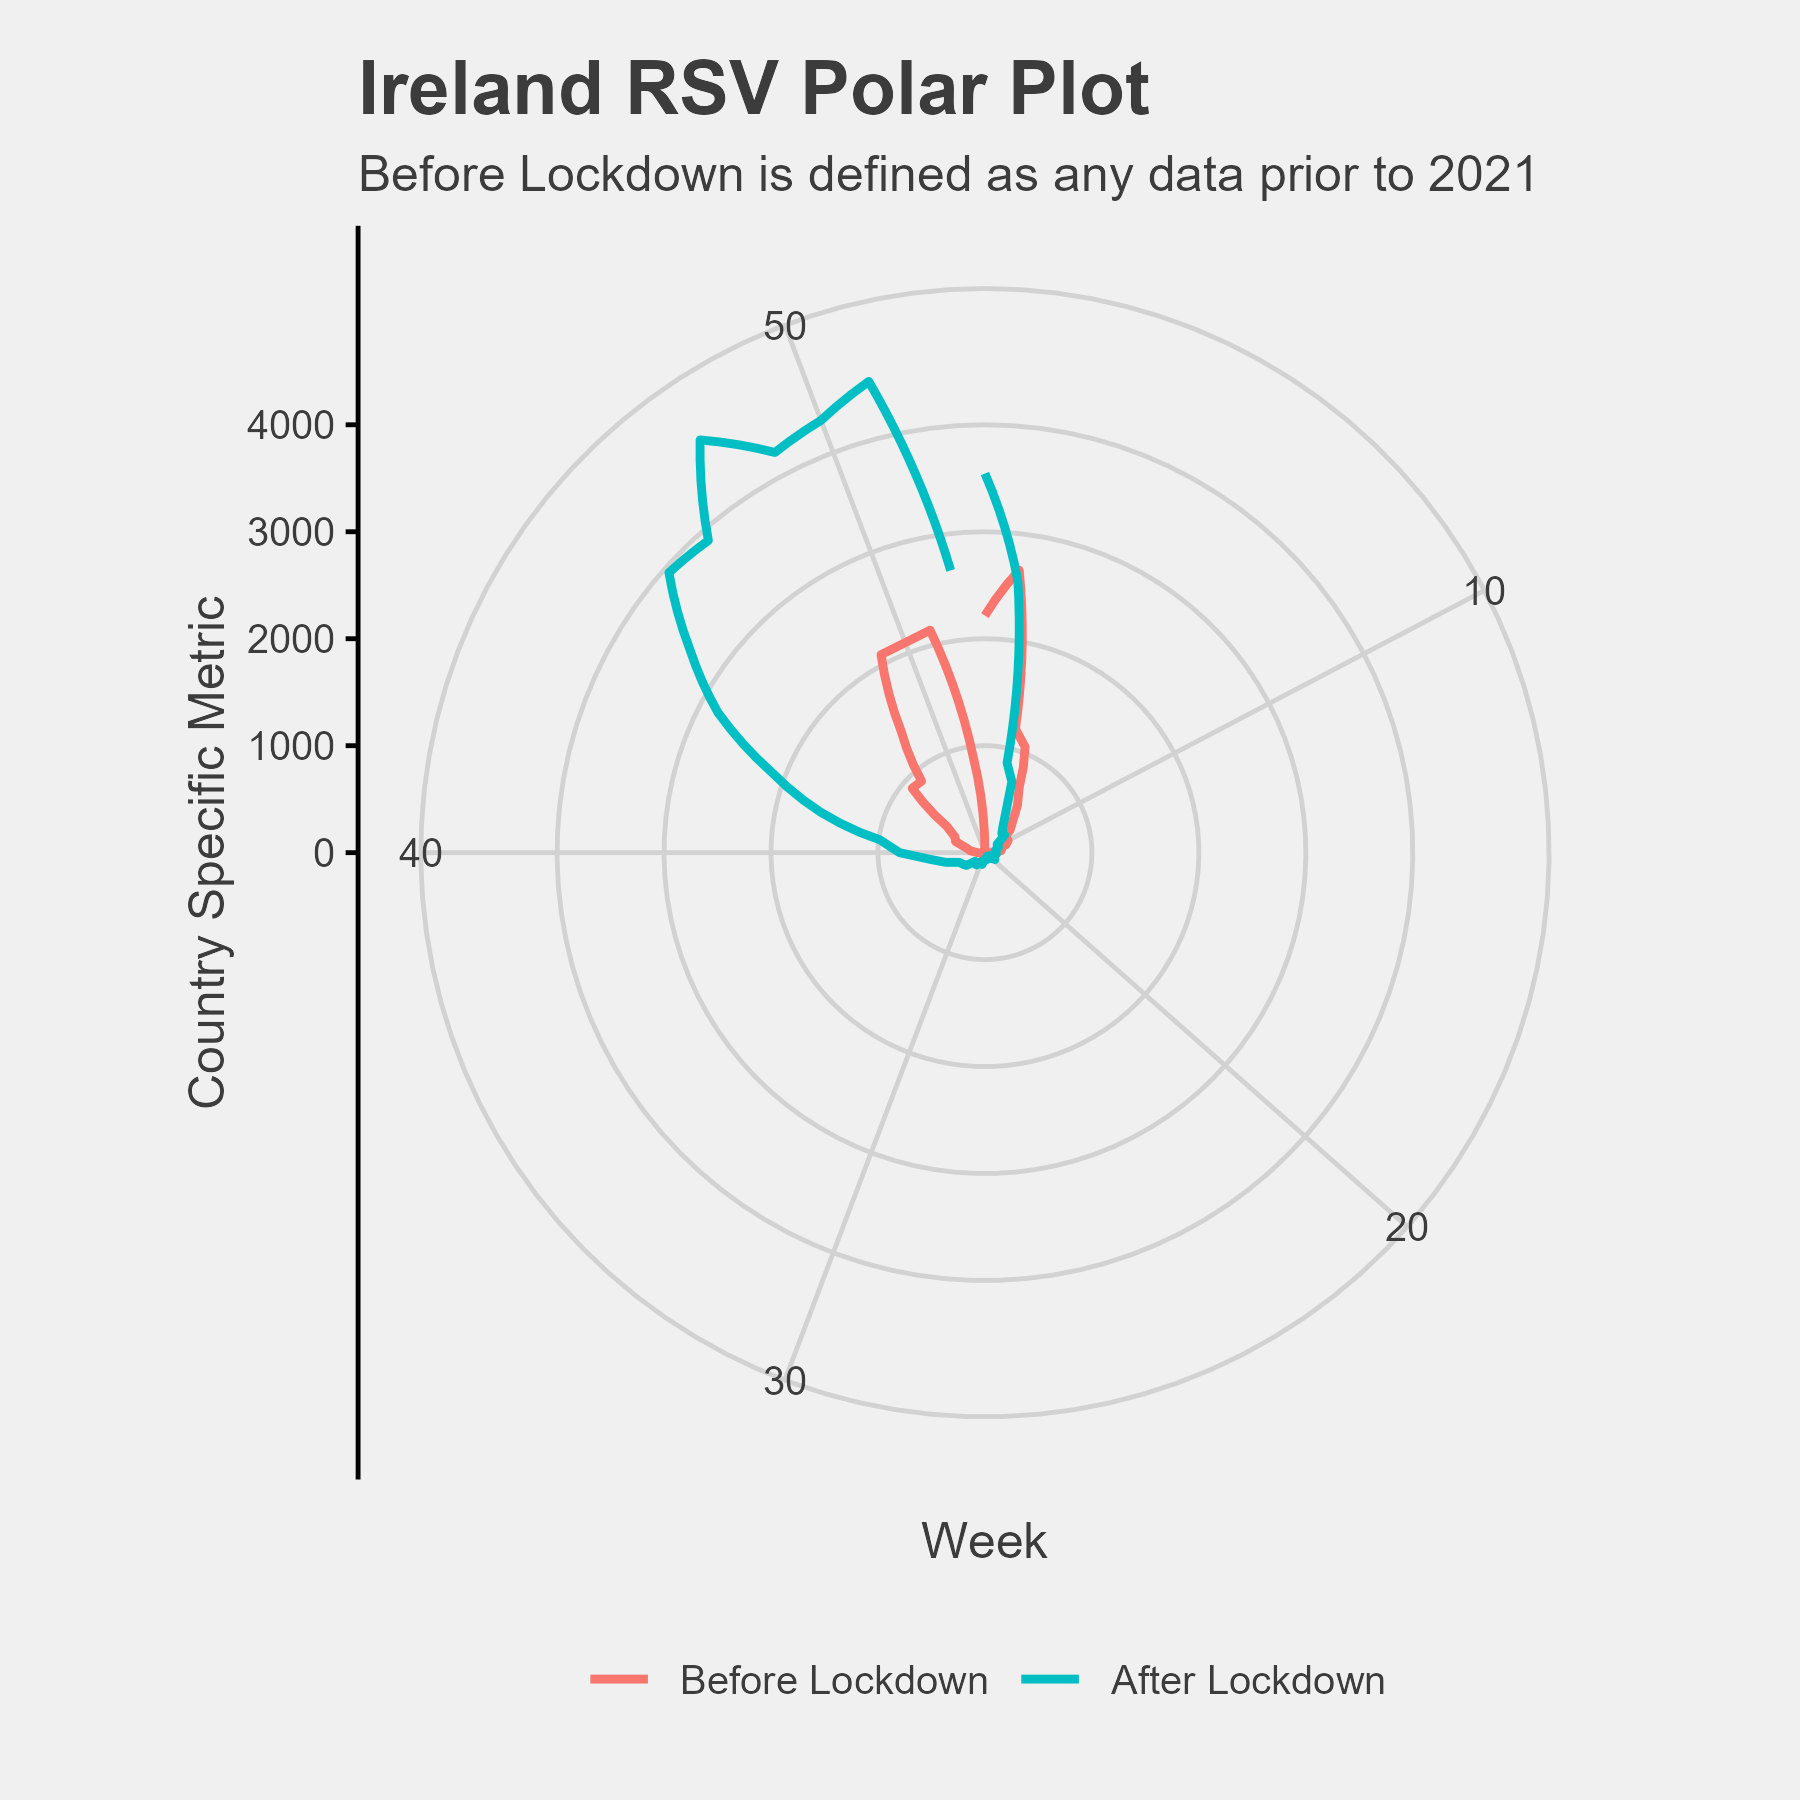 Ireland RSV Polar Plot
Before Lockdown is defined as any data prior to 2021
50
4000
3000
10
2000
1000
0
40
20
30
Country Specific Metric
Week
Before Lockdown
After Lockdown